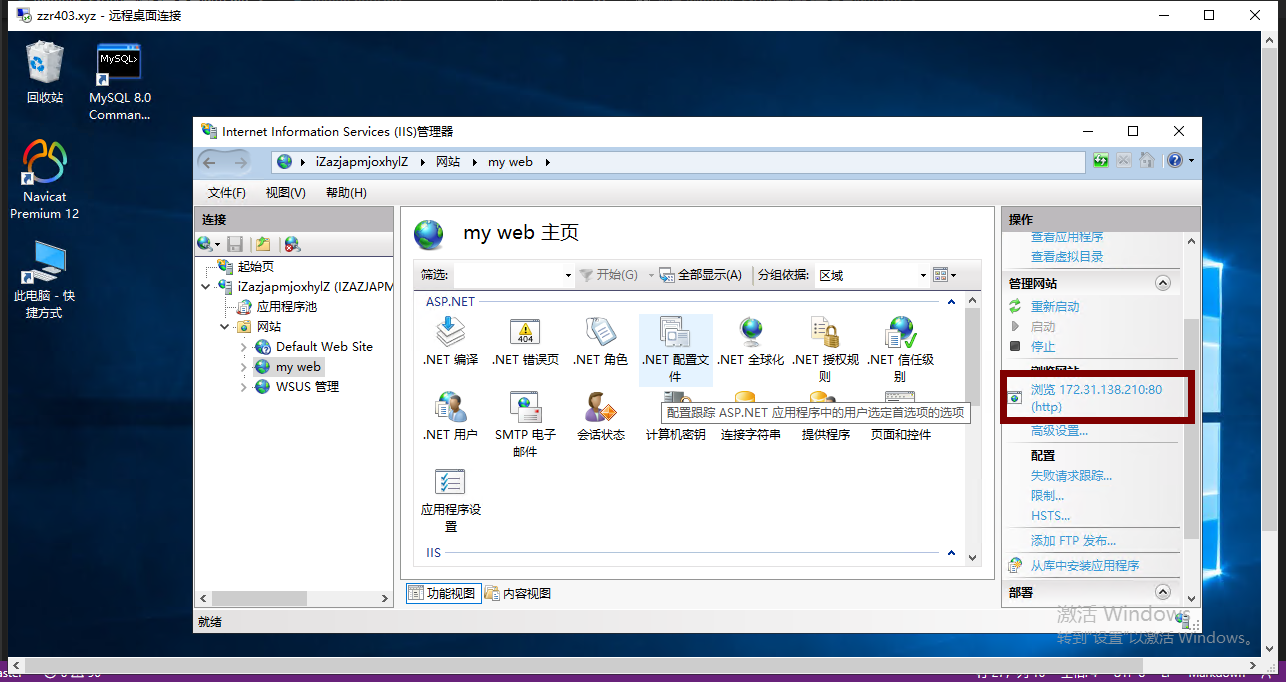 zzr403.xyz - 远程桌面连接
回收站
MySQL>
MySQL 8.0
Comman...
Navicat
Premium 12
此电脑 - 快
捷方式
Internet Information Services (IIS)管理器
iZazjapmjoxhylZ
网站
my web
文件(F)
视图(V)
帮助(H)
连接
起始页
iZazjapmjoxhylZ (IZAZJAPM
应用程序池
网站
Default Web Site
my web
WSUS 管理
my web 主页
筛选:
开始(G)
全部显示(A)
分组依据:
区域
ASP.NET
.NET 编译
404
.NET 错误页
.NET 角色
.NET 配置文
件
.NET 全球化
.NET 授权规
则
.NET 信任级
别
.NET 用户
SMTP 电子
邮件
会话状态
配置跟踪 ASP.NET 应用程序中的用户选定首选项的选项
计算机密钥
连接字符串
提供程序
页面和控件
应用程序设
置
IIS
功能视图
内容视图
就绪
操作
查看应用程序
查看虚拟目录
管理网站
重新启动
启动
停止
浏览网站
浏览 172.31.138.210:80
(http)
高级设置...
配置
失败请求跟踪...
限制...
HSTS...
添加 FTP 发布...
从库中安装应用程序
部署
激活 Windows
转到"设置"以激活 Windows。